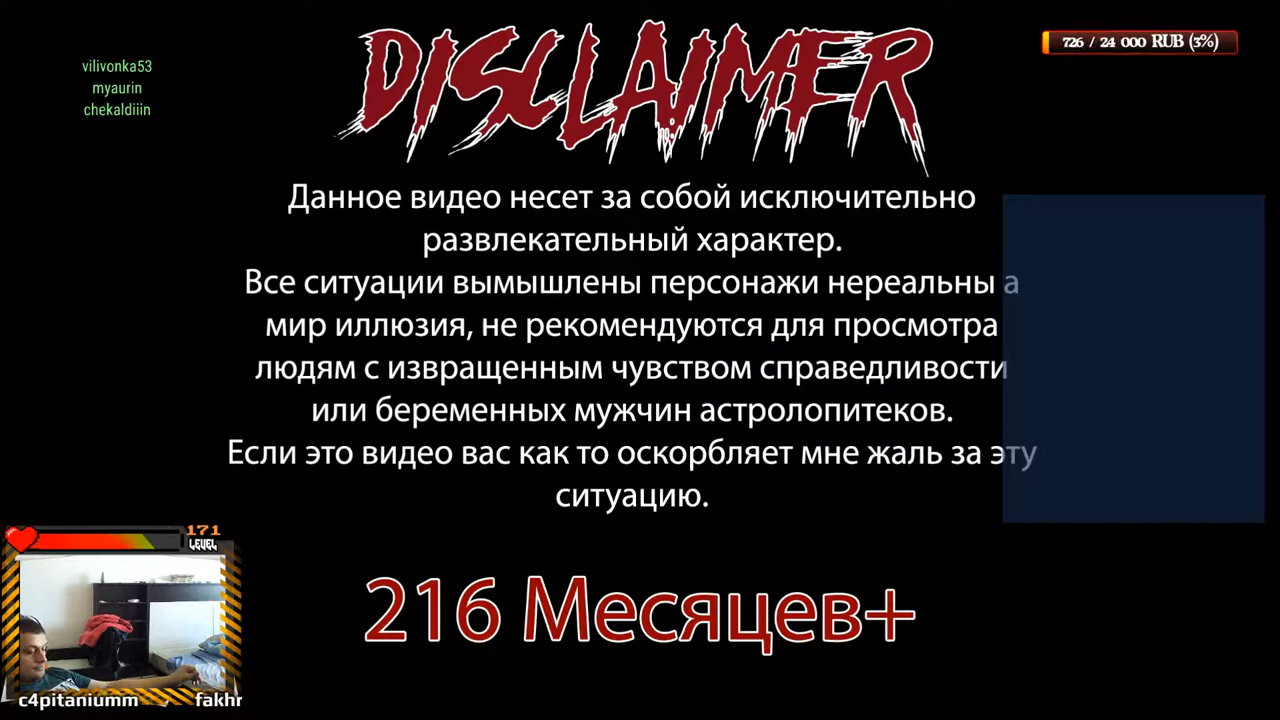 DISCLAIMER
726 / 24 000 RUB (3%)
vilivonka53
myaurin
chekaldiiin
Данное видео несет за собой исключительно
развлекательный характер.
Все ситуации вымышлены персонажи нереальны а
мир иллюзия, не рекомендуются для просмотра
людям с извращенным чувством справедливости
или беременных мужчин астролопитеков.
Если это видео вас как то оскорбляет мне жаль за эту
ситуацию.
216 Месяцев+
171
LEVEL
c4pitaniumm
fakhr